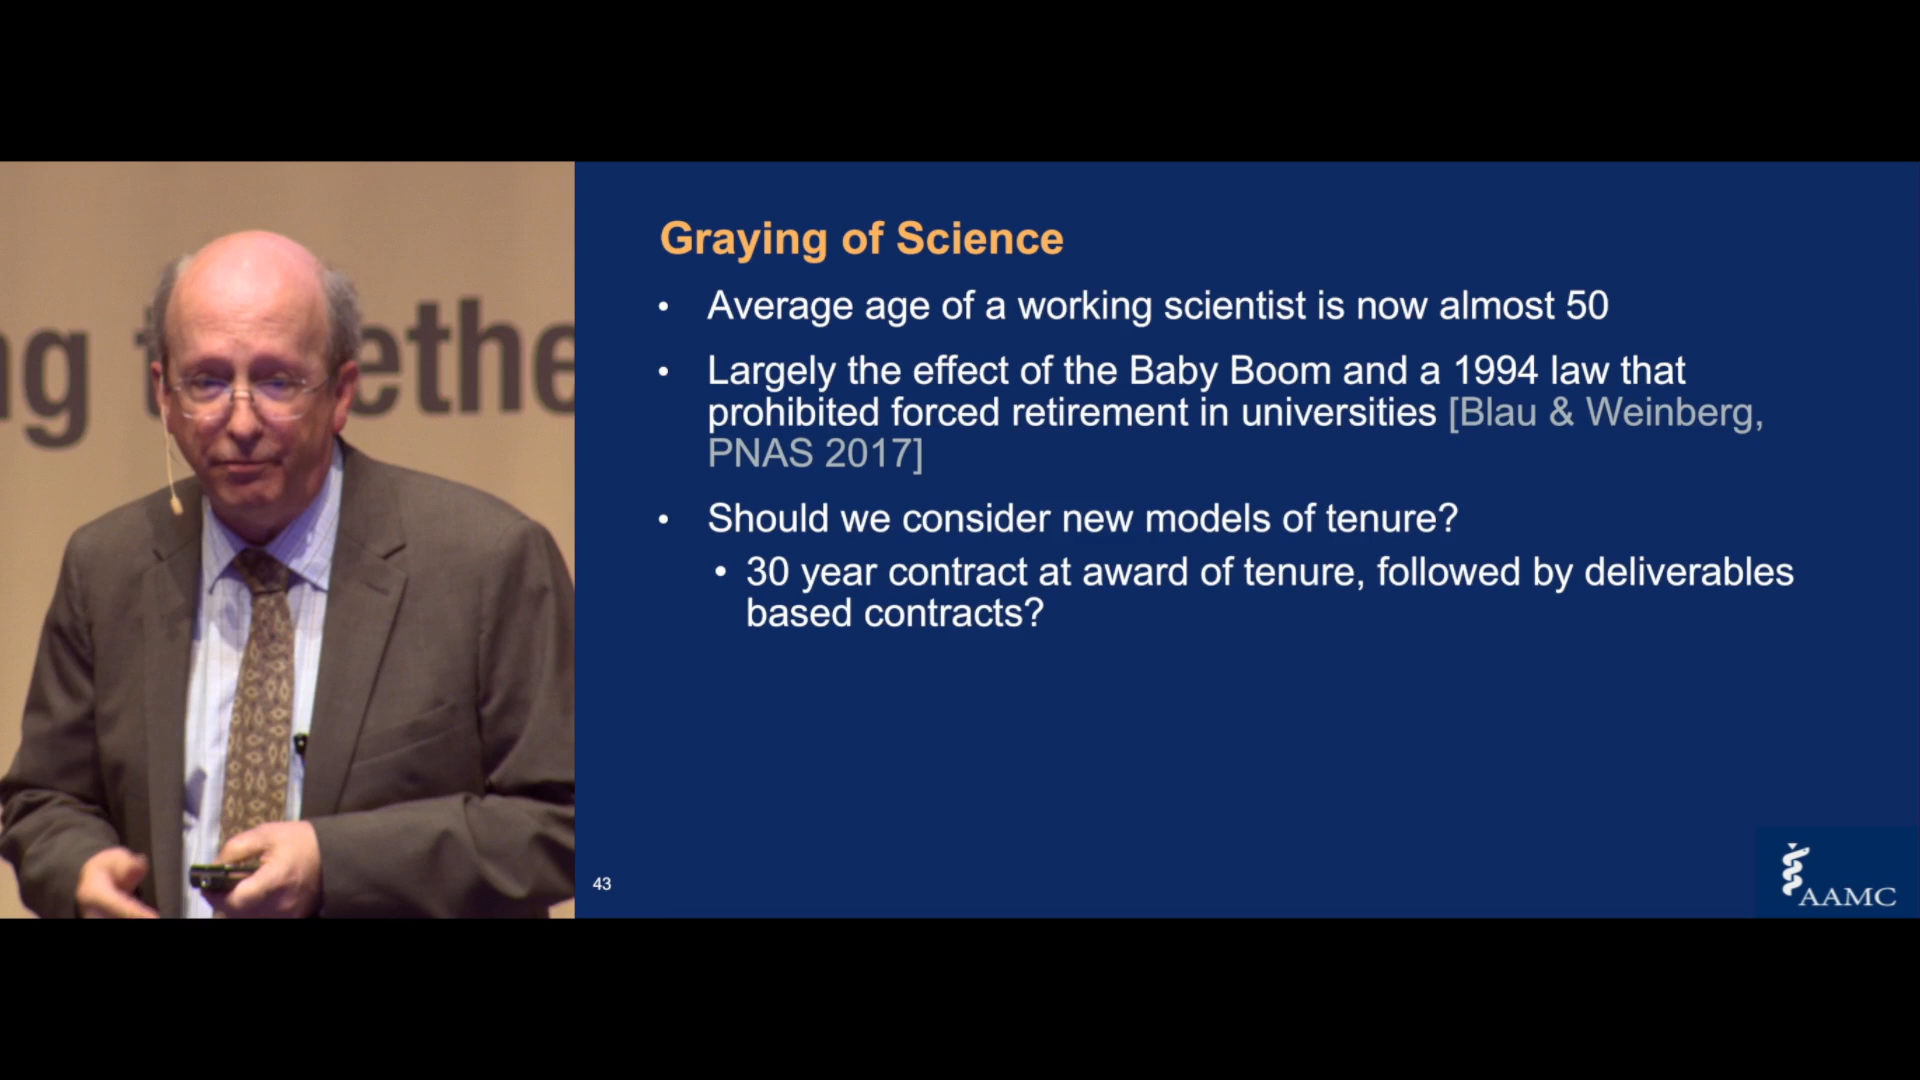 ng t ethe
Graying of Science
• Average age of a working scientist is now almost 50
• Largely the effect of the Baby Boom and a 1994 law that
prohibited forced retirement in universities [Blau & Weinberg,
PNAS 2017]
• Should we consider new models of tenure?
• 30 year contract at award of tenure, followed by deliverables
based contracts?
43
AAMC